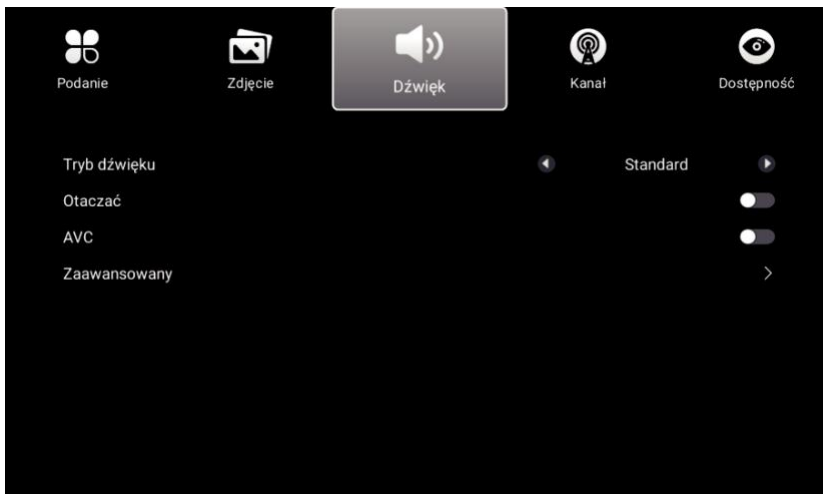 Podanie
Zdjęcie
Dźwięk
Kanał
Dostępność
Tryb dźwięku
Standard
Otaczać
AVC
Zaawansowany